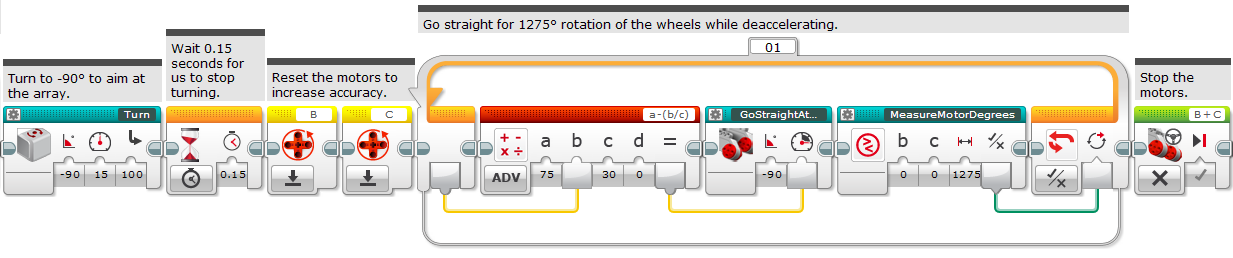 Go straight for 1275° rotation of the wheels while deaccelerating.
Wait 0.15
seconds for
us to stop
turning.
Turn to -90° to aim at
the array.
Reset the motors to
increase accuracy.
01
Stop the
motors.
Turn
B
C
a-(b/c)
GoStraightAt...
MeasureMotorDegrees
B+C
a b c d =
b c
-90 15 100
0.15
ADV
75 30 0
-90
0 0 1275